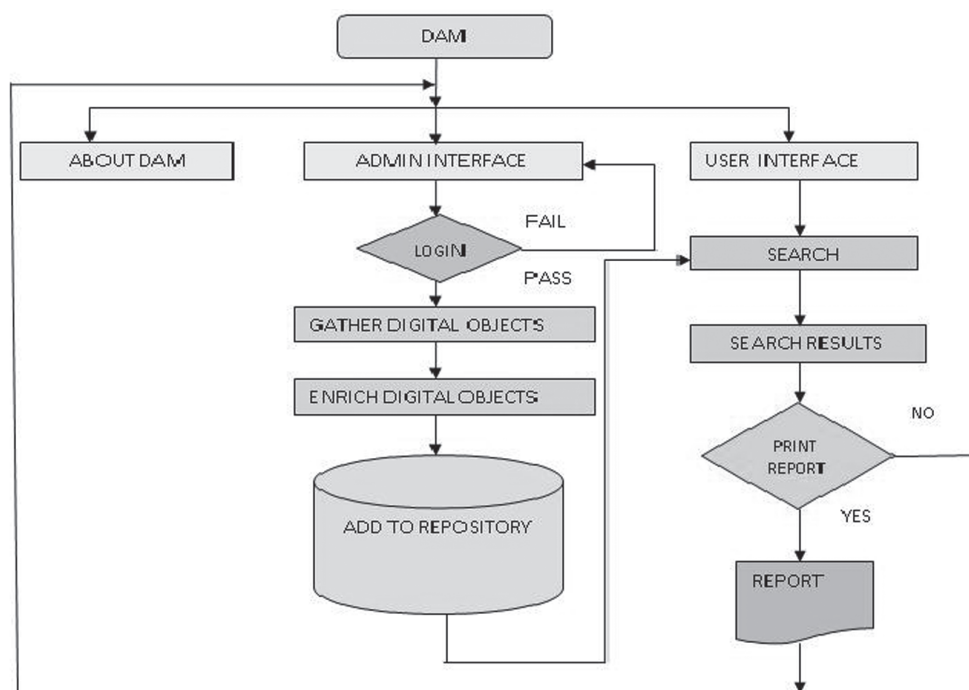 DAMI
ABOUT DAM
ADMIN INTERFACE
USER INTERFACE
FAIL
LOGIN
SEARCH
PASS
GATHER DIGITAL OBJECTS
SEARCH RESULTS
ENRICH DIGITAL OBJECTS
NO
PRINT
REPORT
ADD TO REPOSITORY
YES
REPORT